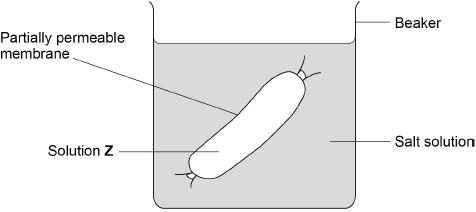 Beaker
Partially permeable
membrane
Solution Z
Salt solution